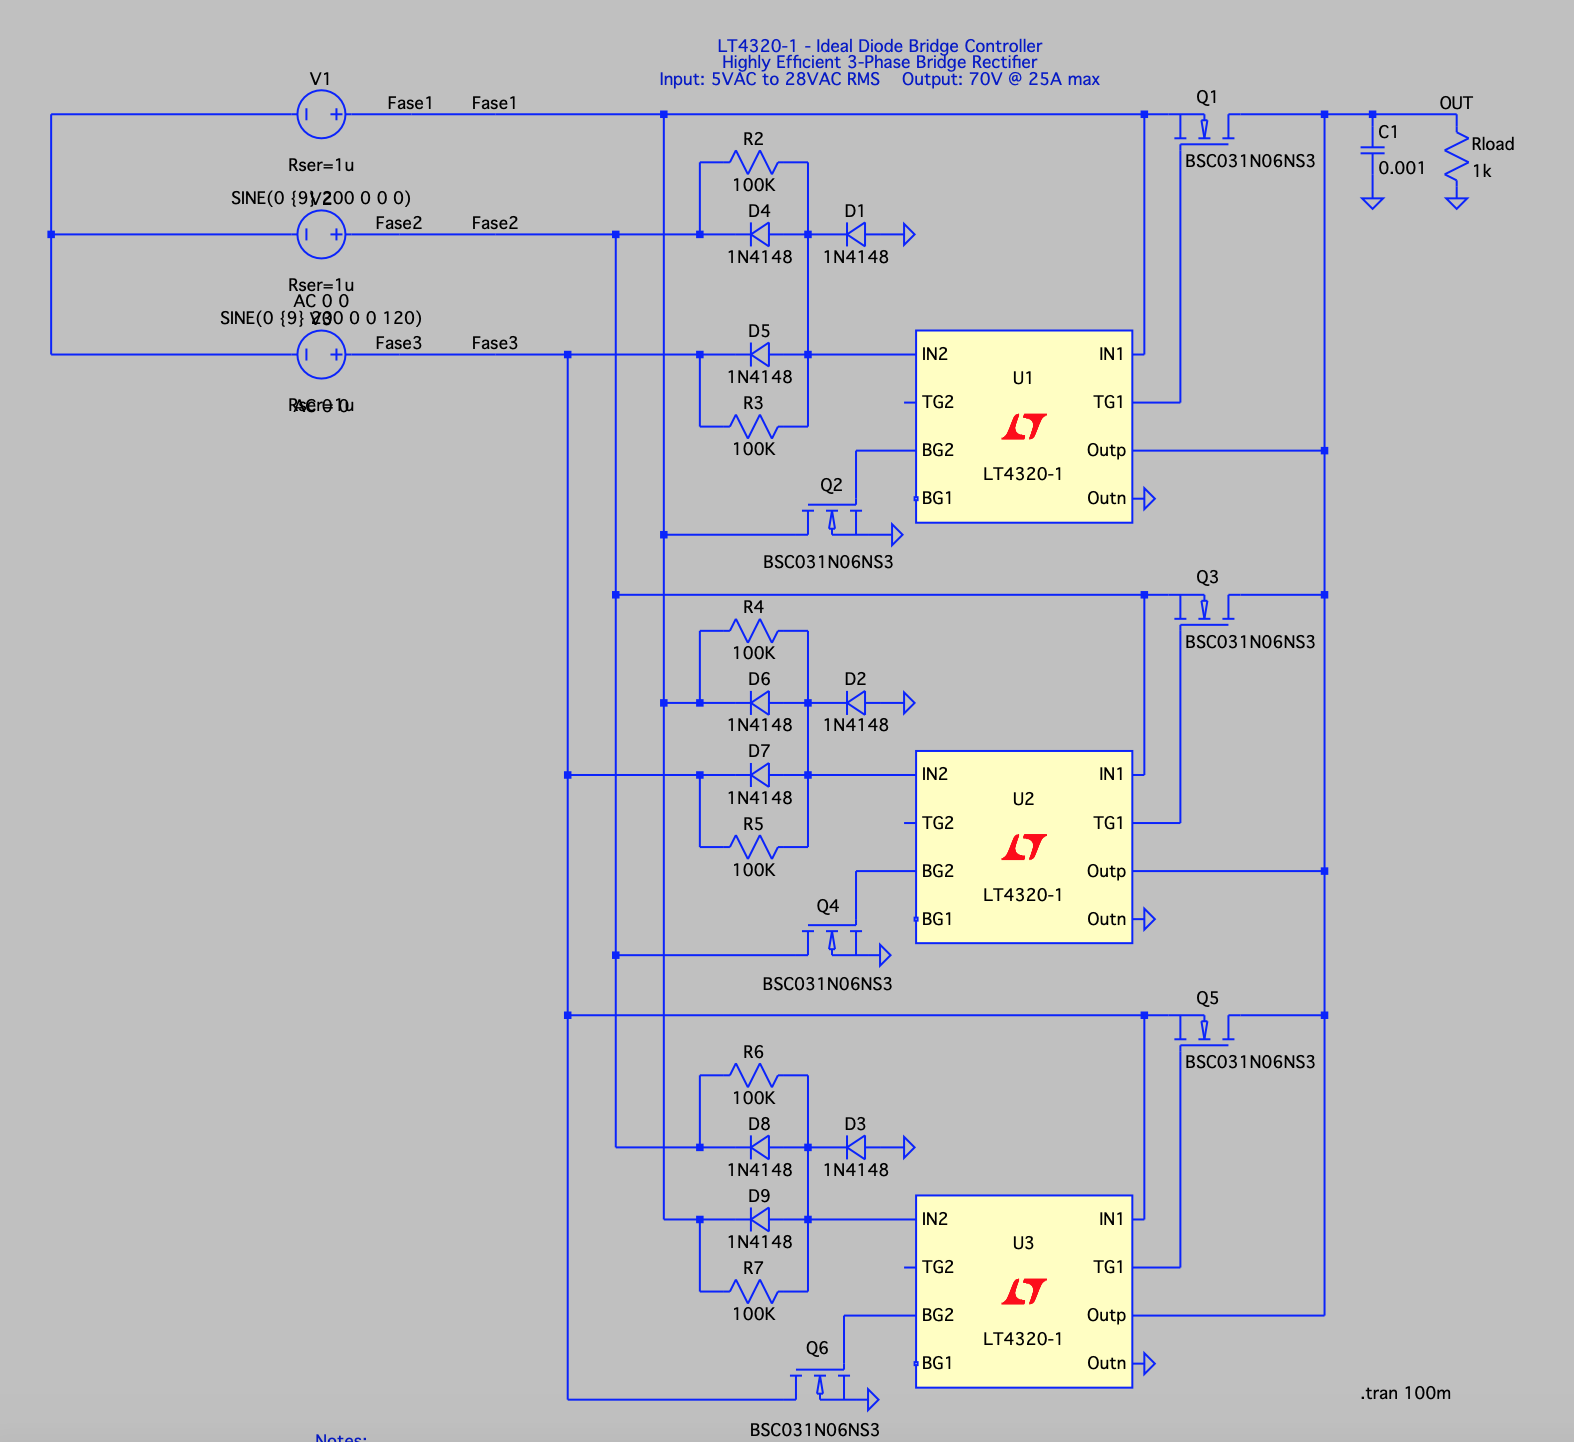 LT4320-1 - Ideal Diode Bridge Controller
Highly Efficient 3-Phase Bridge Rectifier
Input: 5VAC to 28VAC RMS    Output: 70V @ 25A max
V1
Fase1
Fase1
Q1
OUT
C1
Rload
R2
BSC031N06NS3
0.001
1k
Rser=1u
100K
SINE(0 {9} 200 0 0 0)
V2
D4
D1
Fase2
Fase2
1N4148
1N4148
Rser=1u
AC 0 0
SINE(0 {9} 200 0 0 120)
V3
D5
Fase3
Fase3
IN2
IN1
1N4148
U1
Rser=1u
AC 0 0
R3
TG2
TG1
100K
BG2
Outp
LT4320-1
Q2
BG1
Outn
BSC031N06NS3
Q3
R4
BSC031N06NS3
100K
D6
D2
1N4148
1N4148
D7
IN2
IN1
1N4148
U2
R5
TG2
TG1
100K
BG2
Outp
LT4320-1
Q4
BG1
Outn
BSC031N06NS3
Q5
R6
BSC031N06NS3
100K
D8
D3
1N4148
1N4148
D9
IN2
IN1
1N4148
U3
R7
TG2
TG1
100K
BG2
Outp
LT4320-1
Q6
BG1
Outn
.tran 100m
BSC031N06NS3
Notes: